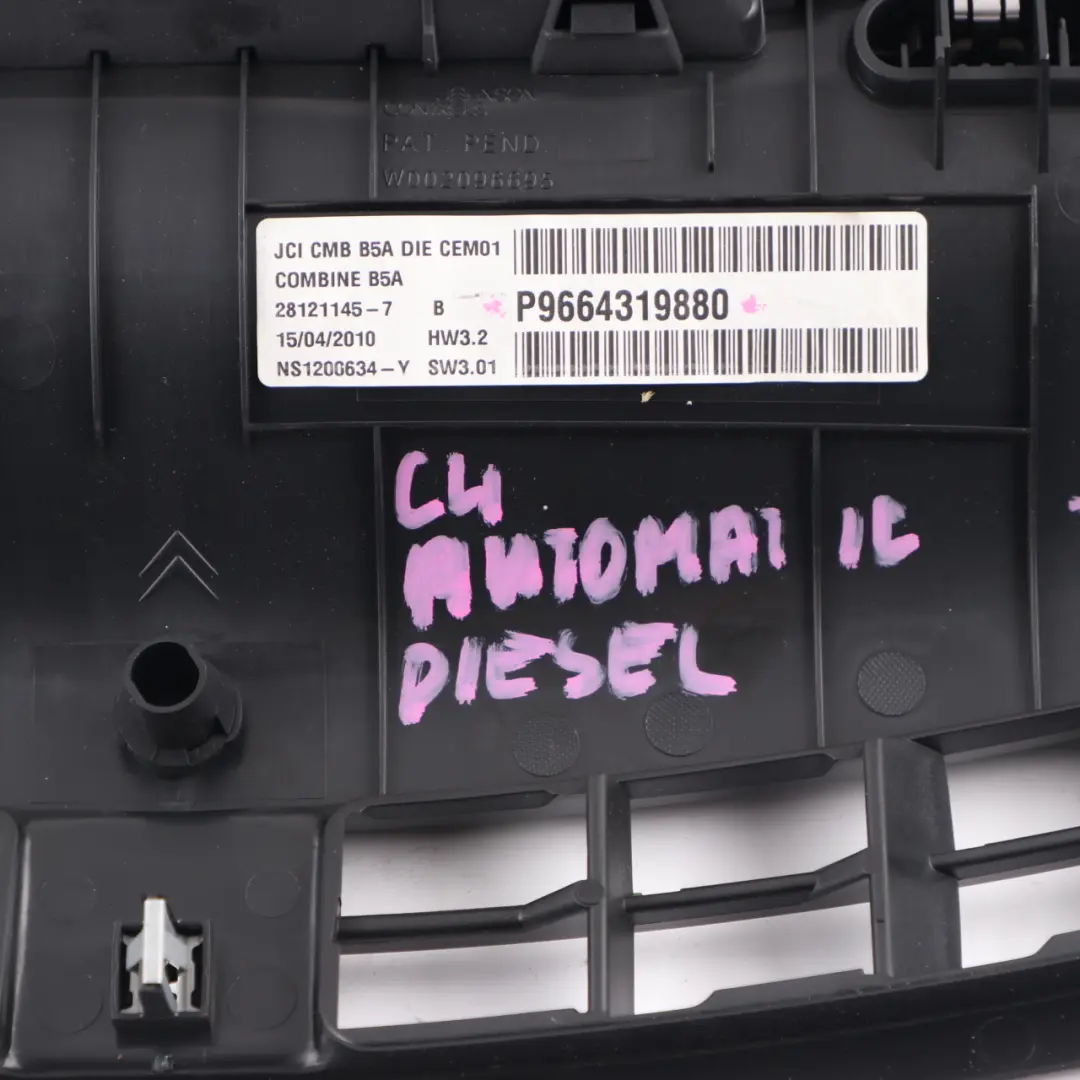 PAT. PEND.
W002096695
JCI CMB B5A DIE CEM01
COMBINE B5A
28121145-7 B P9664319880
15/04/2010 HW3.2
NS1200634-Y SW3.01
C4
AUTOMATIC
DIESEL